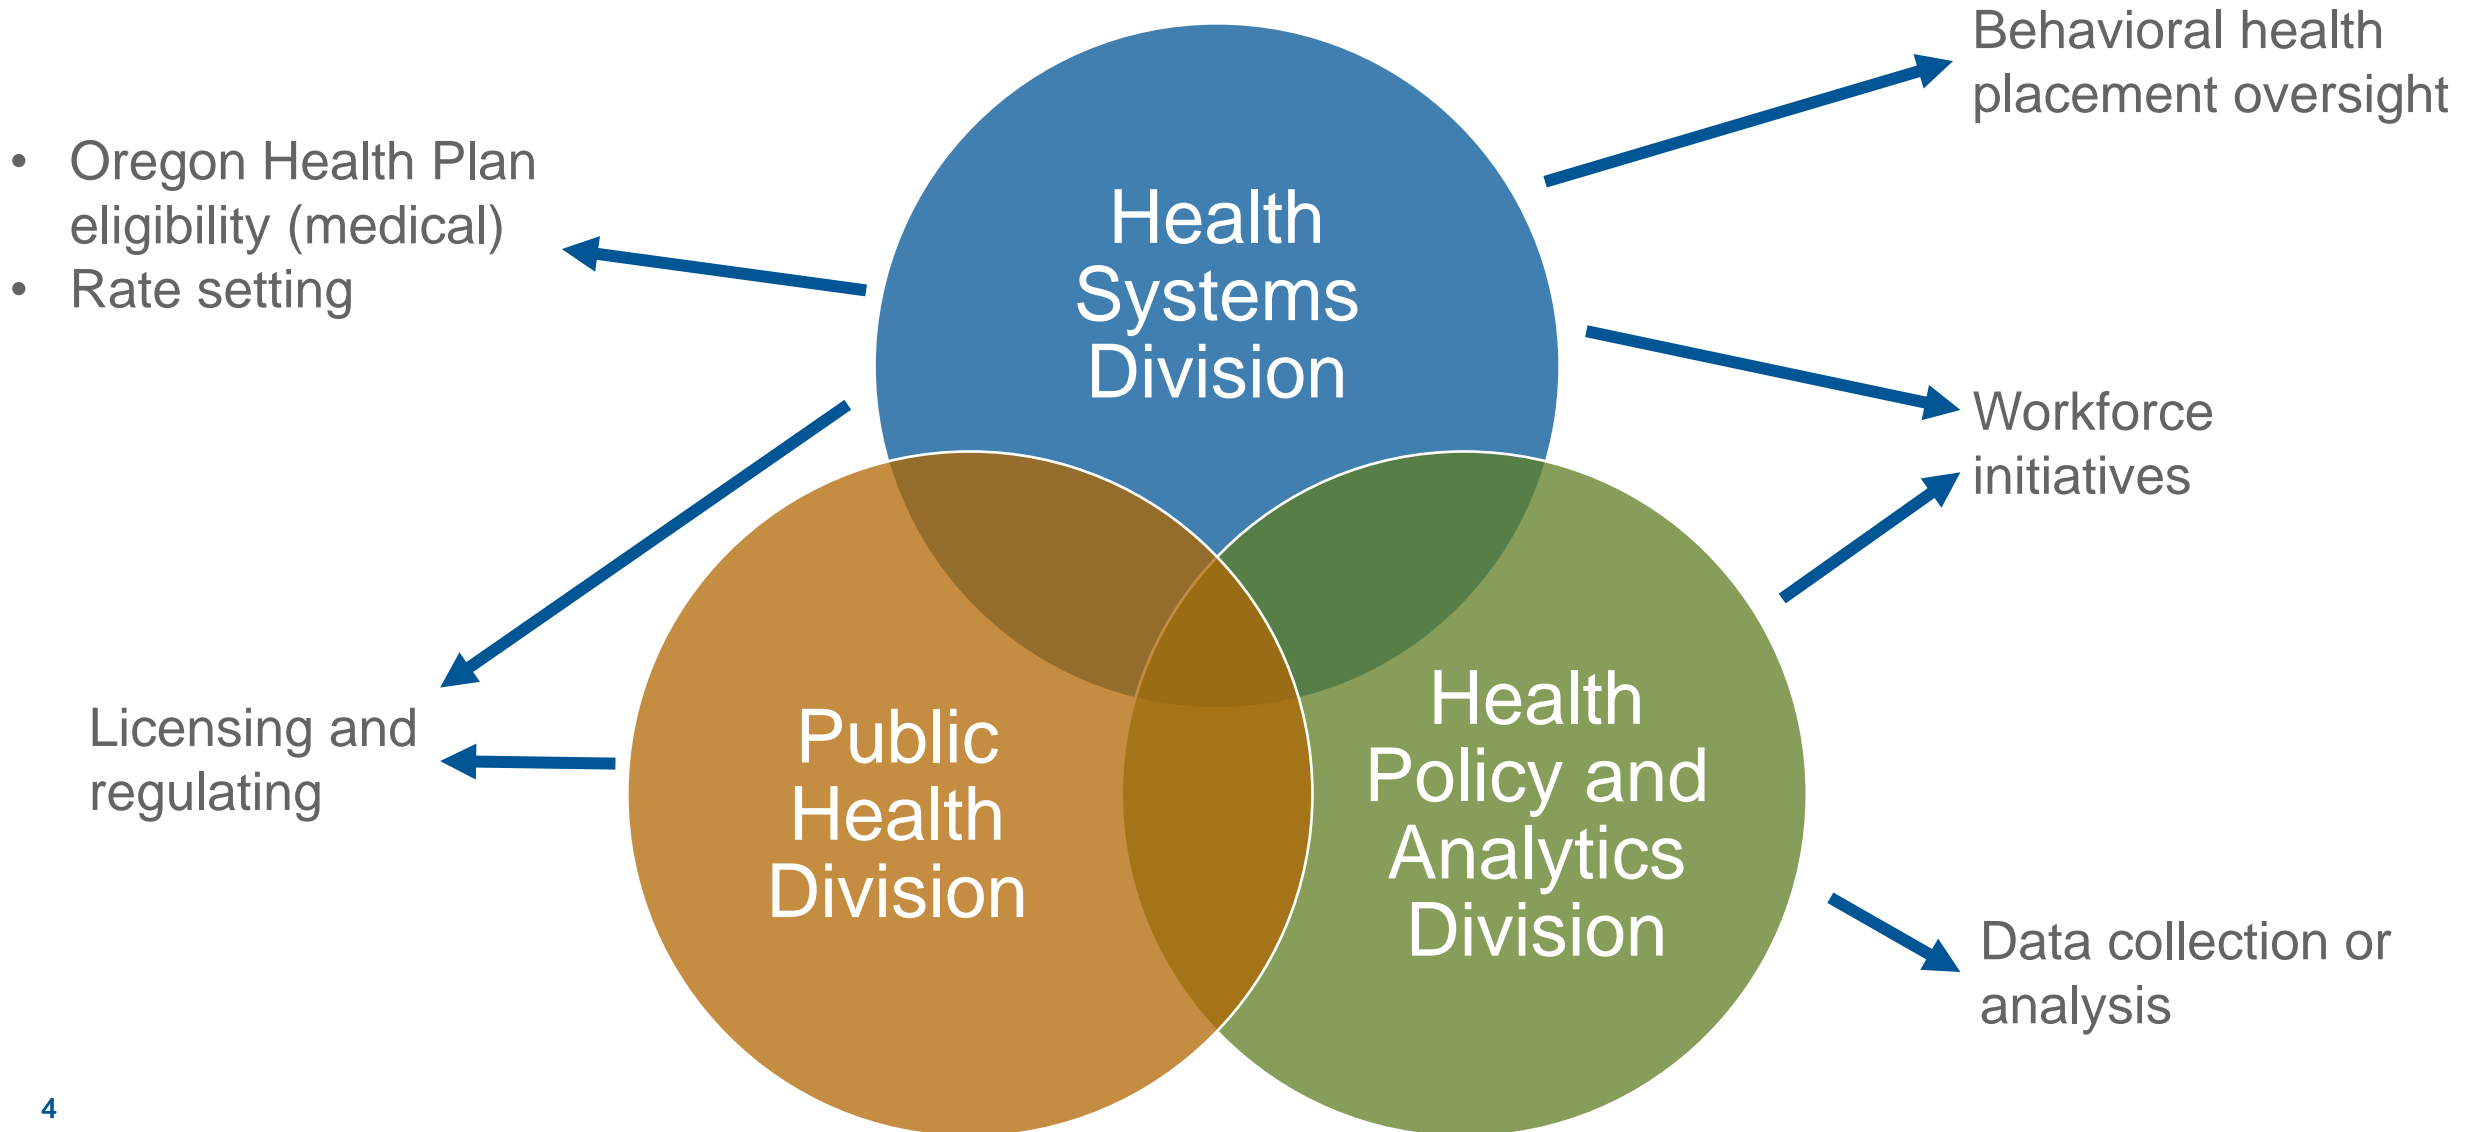 Behavioral health
placement oversight
• Oregon Health Plan
eligibility (medical)
• Rate setting
Health
Systems
Division
Workforce
initiatives
Licensing and
regulating
Public
Health
Division
Health
Policy and
Analytics
Division
Data collection or
analysis
4